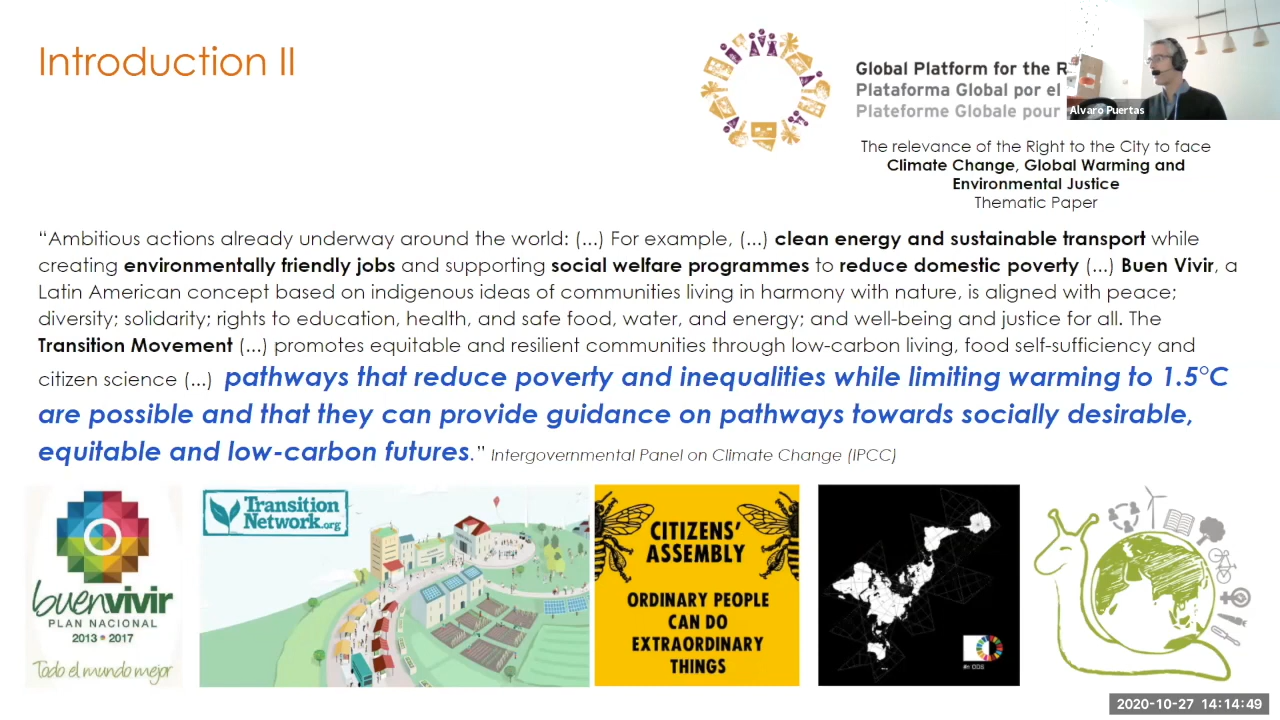 Introduction II
Global Platform for the R
Plataforma Global por el
Plateforme Globale pour
Alvaro Puertas
The relevance of the Right to the City to face
Climate Change, Global Warming and
Environmental Justice
Thematic Paper
“Ambitious actions already underway around the world: (...) For example, (...) clean energy and sustainable transport while
creating environmentally friendly jobs and supporting social welfare programmes to reduce domestic poverty (...) Buen Vivir, a
Latin American concept based on indigenous ideas of communities living in harmony with nature, is aligned with peace;
diversity; solidarity; rights to education, health, and safe food, water, and energy; and well-being and justice for all. The
Transition Movement (...) promotes equitable and resilient communities through low-carbon living, food self-sufficiency and
citizen science (...) pathways that reduce poverty and inequalities while limiting warming to 1.5°C
are possible and that they can provide guidance on pathways towards socially desirable,
equitable and low-carbon futures.” Intergovernmental Panel on Climate Change (IPCC)
buenvivir
PLAN NACIONAL
2013 • 2017
Todo el mundo mejor
Transition
Network.org
CITIZENS’
ASSEMBLY
ORDINARY PEOPLE
CAN DO
EXTRAORDINARY
THINGS
2020-10-27 14:14:49